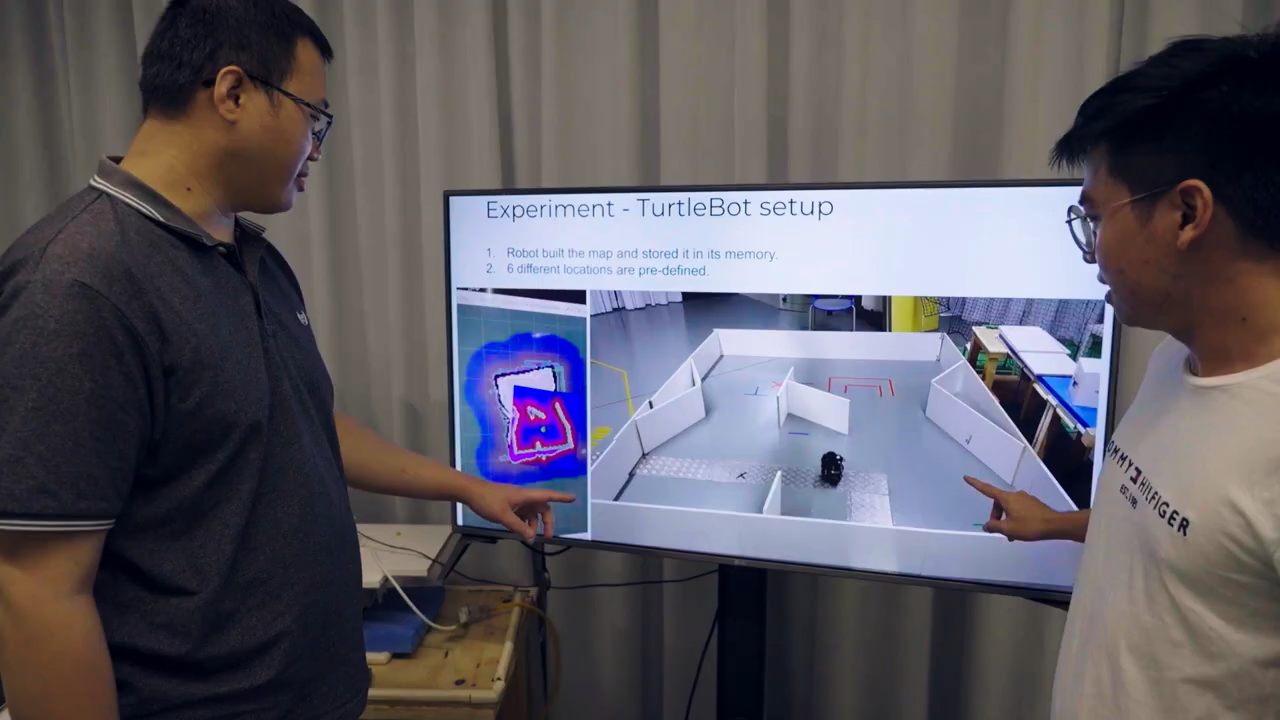 Experiment - TurtleBot setup
1. Robot built the map and stored it in its memory.
2. 6 different locations are pre-defined.
TOMMY HILFIGER
EST. 1985